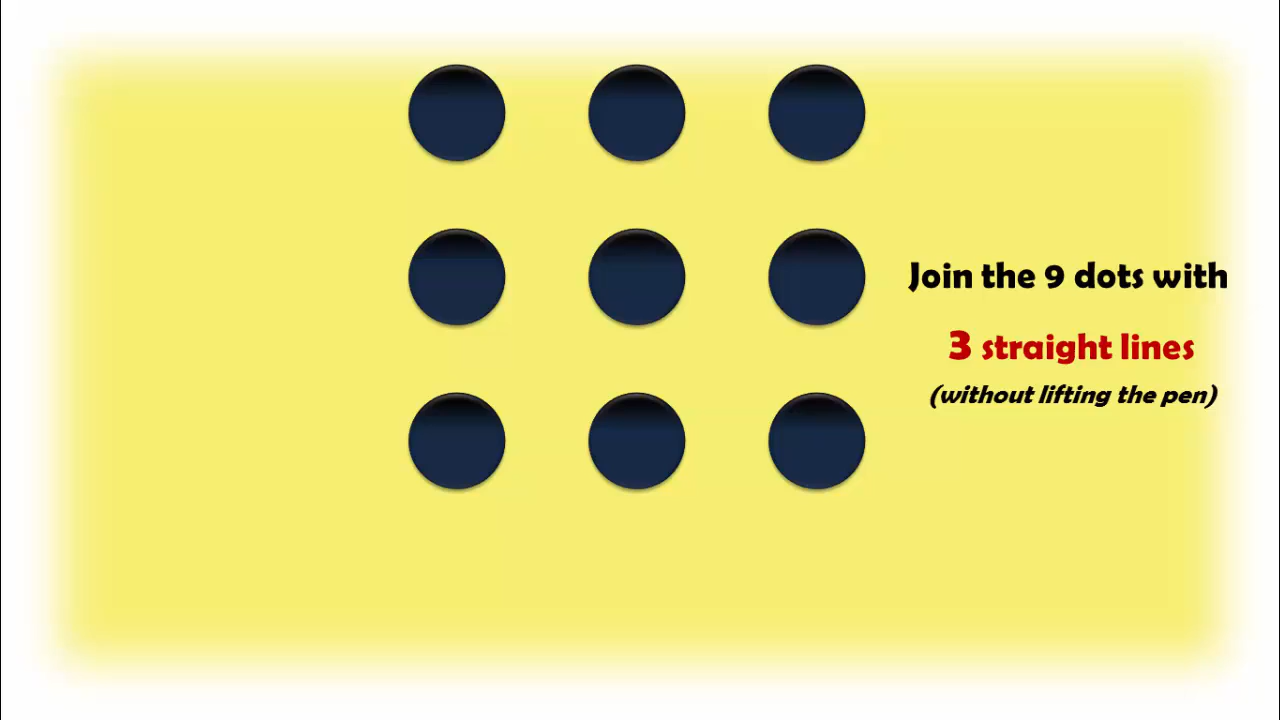 Join the 9 dots with
3 straight lines
(without lifting the pen)